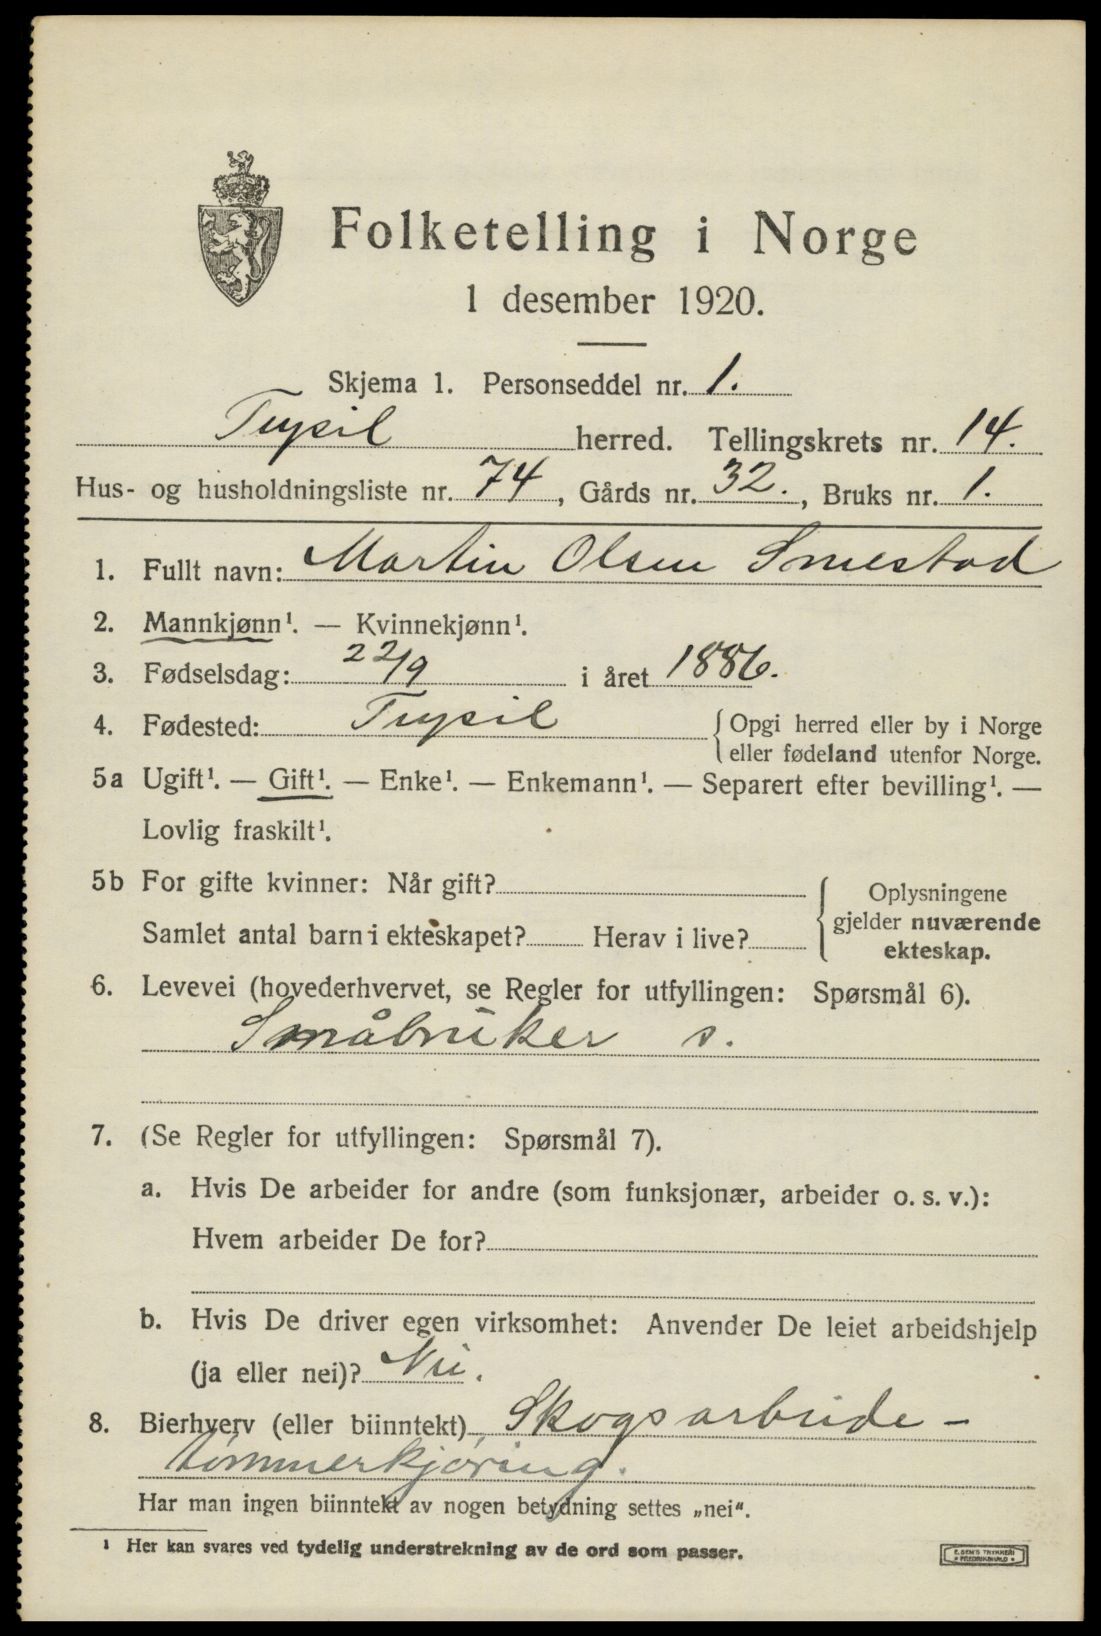 Folketelling i Norge
1 desember 1920.
Skjema 1. Personseddel nr. 1.
Trysil herred. Tellingskrets nr. 14.
Hus- og husholdningsliste nr. 74, Gårds nr. 32., Bruks nr. 1.
1. Fullt navn: Martin Olsen Smestad
2. Mannkjønn¹. — Kvinnekjønn¹.
3. Fødselsdag: 22/9 i året 1886.
4. Fødested: Trysil {Opgi herred eller by i Norge
eller fødeland utenfor Norge.
5a Ugift¹. — Gift¹. — Enke¹. — Enkemann¹. — Separert efter bevilling¹. —
Lovlig fraskilt¹.
5b For gifte kvinner: Når gift?
Samlet antal barn i ekteskapet? Herav i live?
{Oplysningene
gjelder nuværende
ekteskap.
6. Levevei (hovederhvervet, se Regler for utfyllingen: Spørsmål 6).
Småbruker s.
7. (Se Regler for utfyllingen: Spørsmål 7).
a. Hvis De arbeider for andre (som funksjonær, arbeider o. s. v.):
Hvem arbeider De for?
b. Hvis De driver egen virksomhet: Anvender De leiet arbeidshjelp
(ja eller nei)? Nei.
8. Bierhverv (eller biinntekt) Skogsarbeide -
tømmerkjøring.
Har man ingen biinntekt av nogen betydning settes „nei".
¹ Her kan svares ved tydelig understrekning av de ord som passer.
E. SEM'S TRYKKERI
FREDRIKSHALD